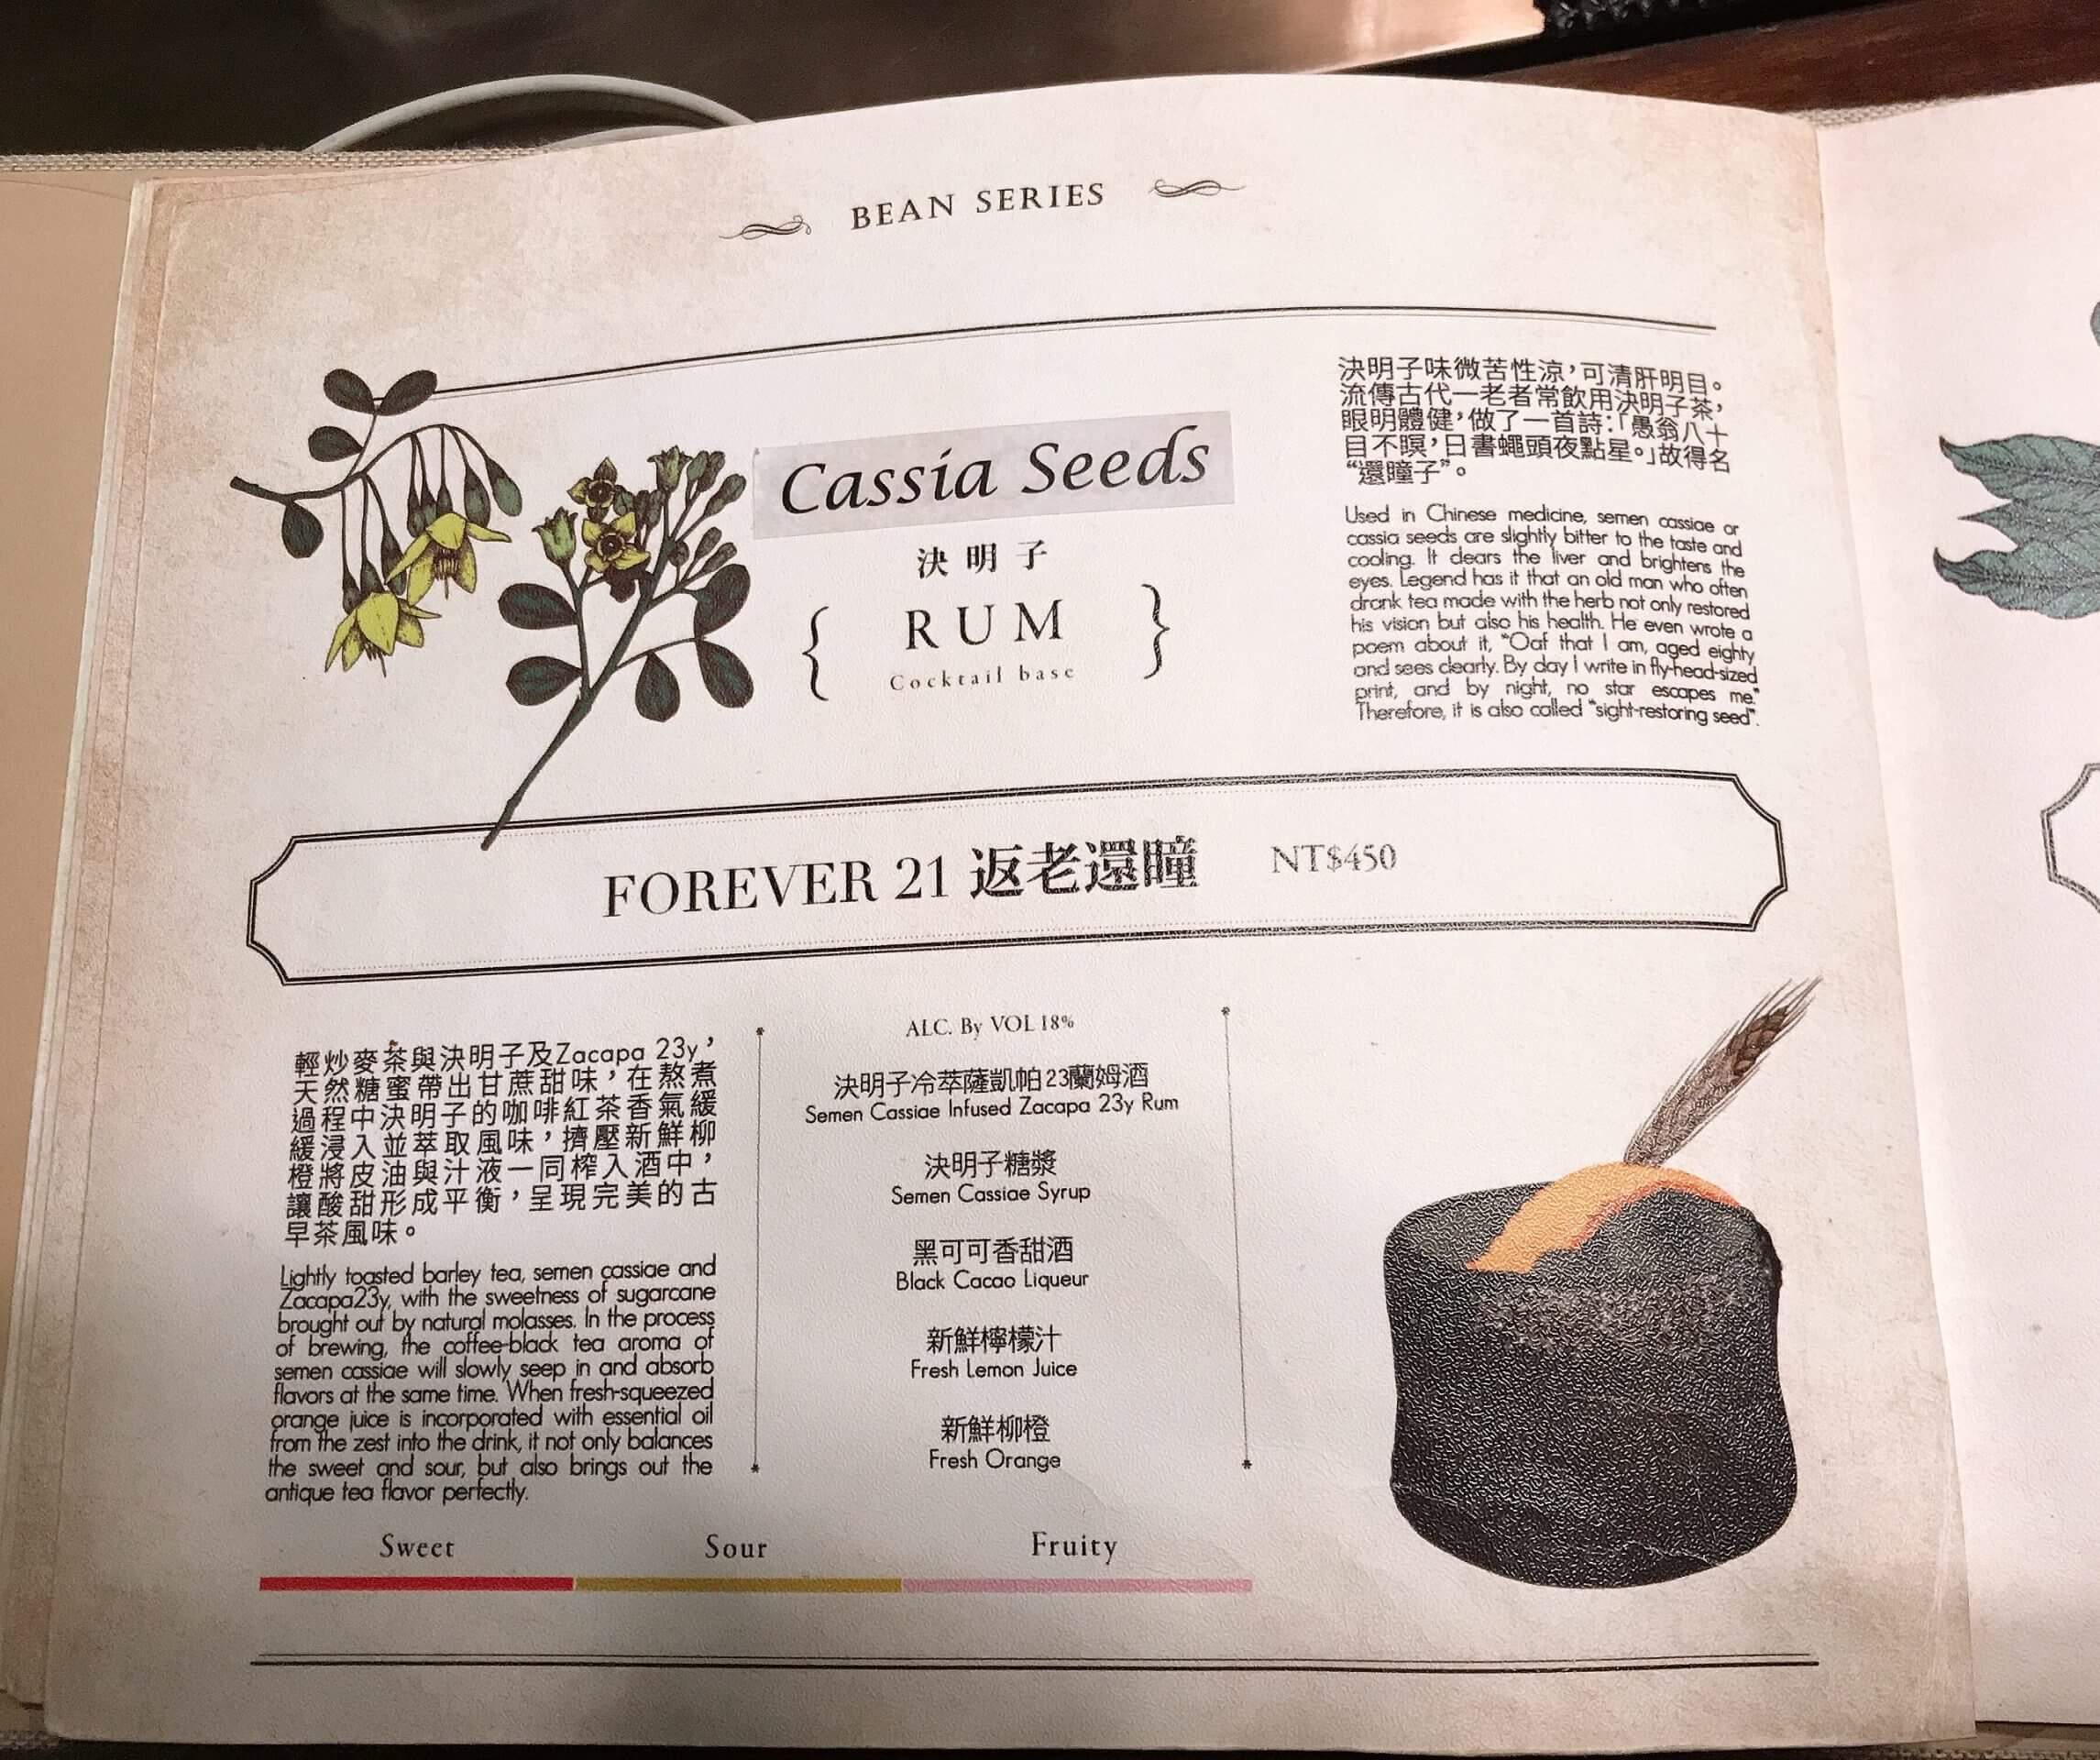 BEAN SERIES
Cassia Seeds
決明子
{ RUM }
Cocktail base
決明子味微苦性涼，可清肝明目。
流傳古代一老者常飲用決明子茶，
眼明體健，做了一首詩：「愚翁八十
目不瞑，日書蠅頭夜點星。」故得名
“還瞳子”。
Used in Chinese medicine, semen cassiae or
cassia seeds are slightly bitter to the taste and
cooling. It clears the liver and brightens the
eyes. Legend has it that an old man who often
drank tea made with the herb not only restored
his vision but also his health. He even wrote a
poem about it, "Oaf that I am, aged eighty
and sees clearly. By day I write in fly-head-sized
print, and by night, no star escapes me."
Therefore, it is also called "sight-restoring seed".
FOREVER 21 返老還瞳 NT$450
輕炒麥茶與決明子及Zacapa 23y，
天然糖蜜帶出甘蔗甜味，在熬煮
過程中決明子的咖啡紅茶香氣緩
緩浸入並萃取風味，擠壓新鮮柳
橙將皮油與汁液一同榨入酒中，
讓酸甜形成平衡，呈現完美的古
早茶風味。
Lightly toasted barley tea, semen cassiae and
Zacapa23y, with the sweetness of sugarcane
brought out by natural molasses. In the process
of brewing, the coffee-black tea aroma of
semen cassiae will slowly seep in and absorb
flavors at the same time. When fresh-squeezed
orange juice is incorporated with essential oil
from the zest into the drink, it not only balances
the sweet and sour, but also brings out the
antique tea flavor perfectly.
ALC. By VOL 18%
決明子冷萃薩凱帕23蘭姆酒
Semen Cassiae Infused Zacapa 23y Rum
決明子糖漿
Semen Cassiae Syrup
黑可可香甜酒
Black Cacao Liqueur
新鮮檸檬汁
Fresh Lemon Juice
新鮮柳橙
Fresh Orange
Sweet Sour Fruity